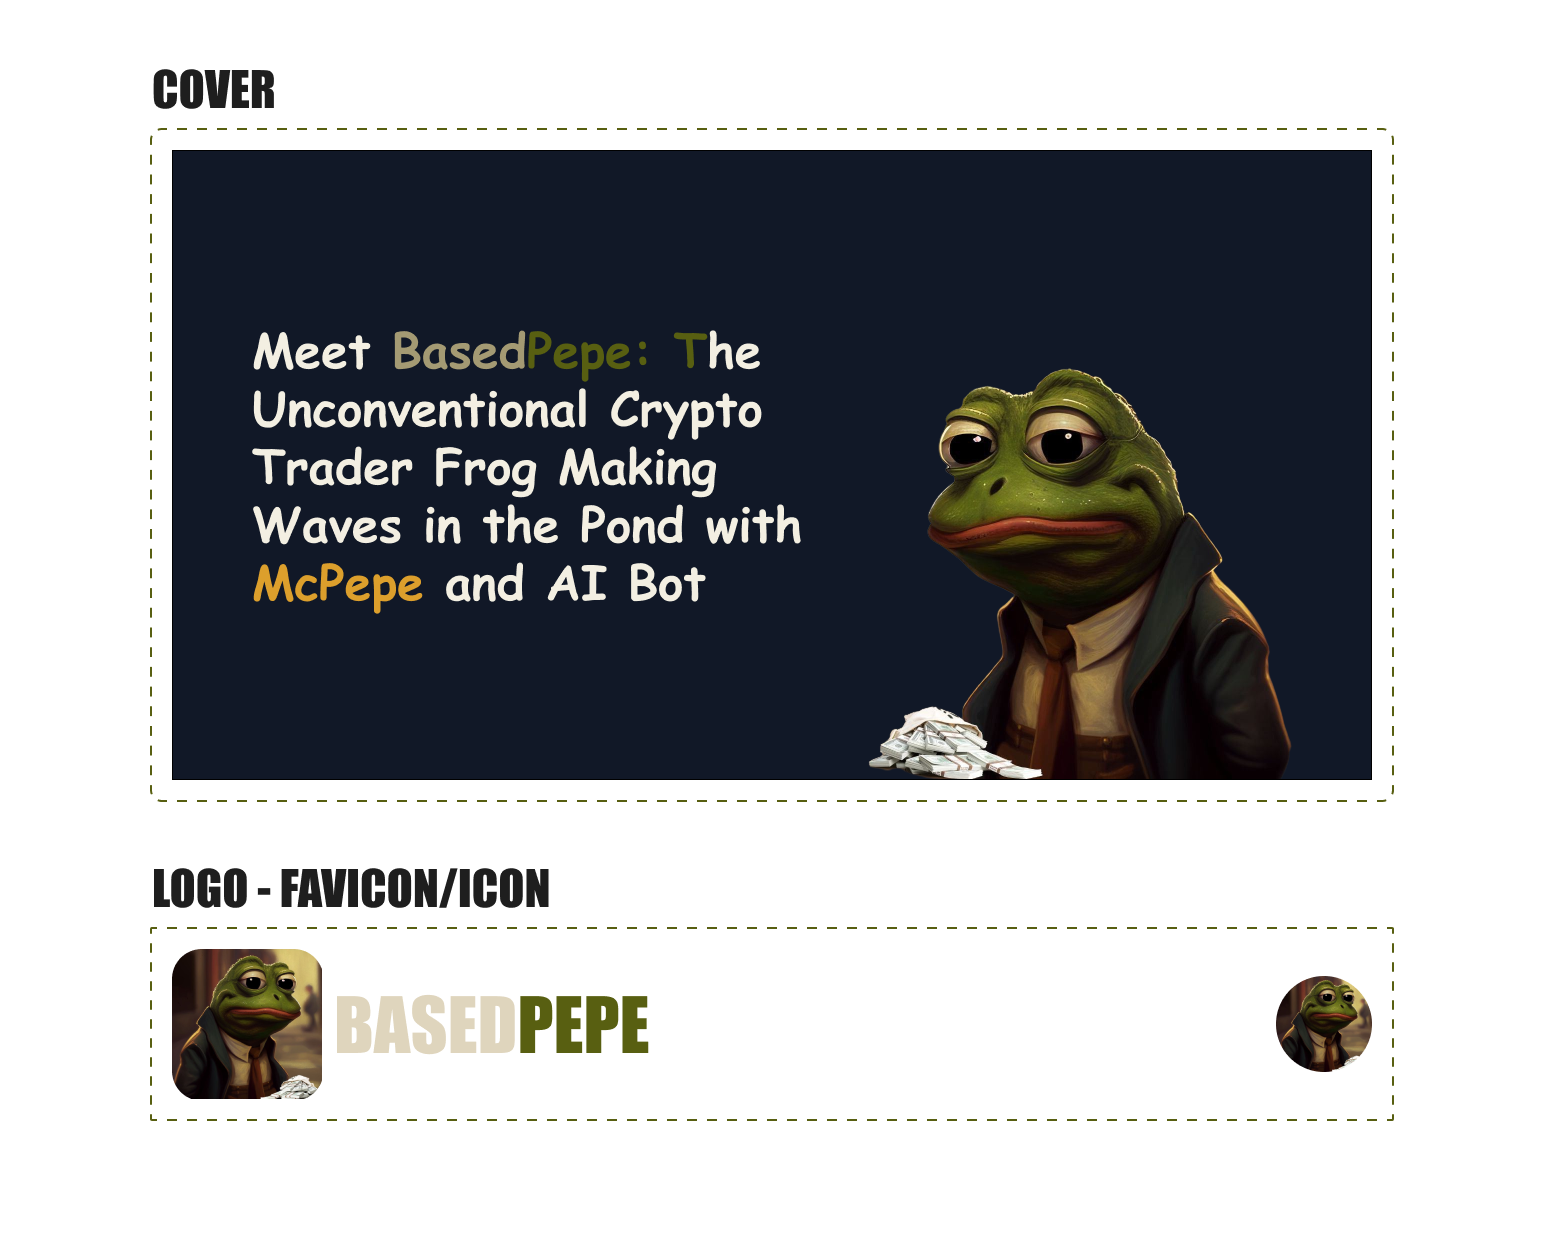 COVER
Meet BasedPepe: The
Unconventional Crypto
Trader Frog Making
Waves in the Pond with
McPepe and AI Bot
LOGO - FAVICON/ICON
BASEDPEPE